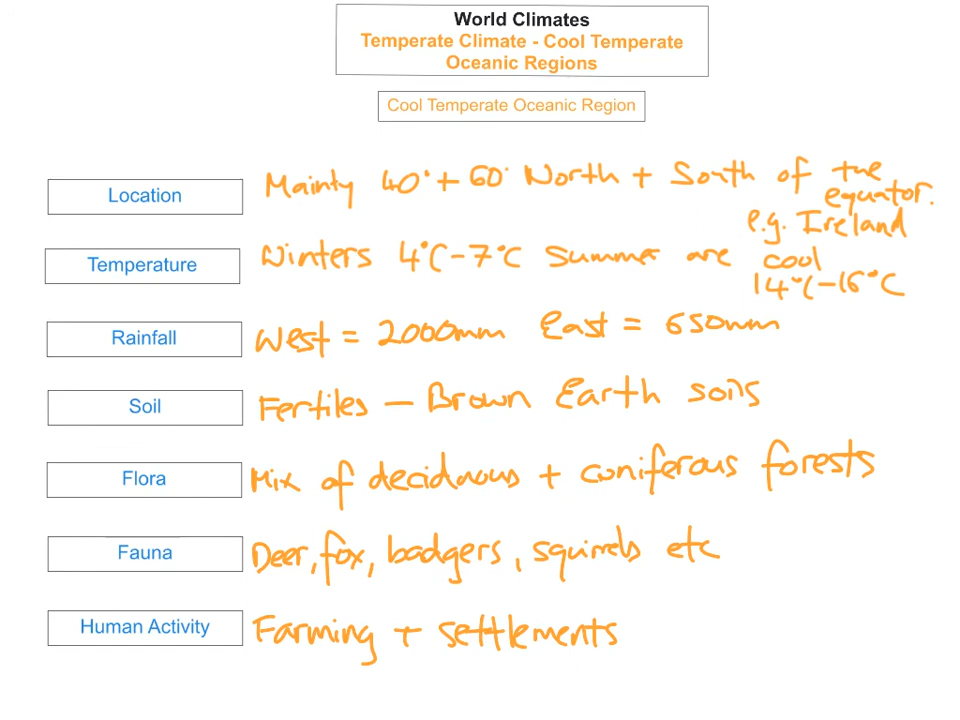 World Climates
Temperate Climate - Cool Temperate
Oceanic Regions
Cool Temperate Oceanic Region
Location
Mainly 40° + 60° North + South of the
equator.
e.g. Ireland
Temperature
Winters 4°C - 7°C Summer are cool
14°C - 16°C
Rainfall
West = 2000mm East = 650mm
Soil
Fertiles - Brown Earth soils
Flora
Mix of deciduous + coniferous forests
Fauna
Deer, fox, badgers, squirrels etc
Human Activity
Farming + settlements